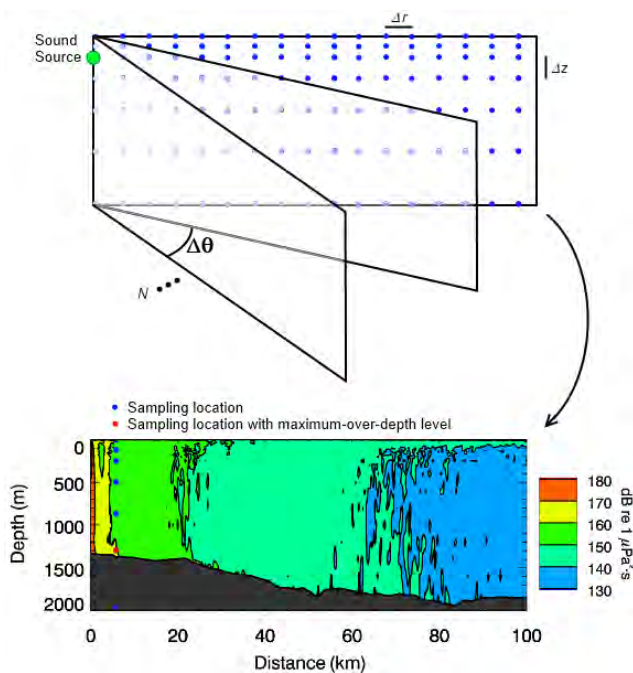 Δr
Sound
Source
Δz
Δθ
N
Sampling location
Sampling location with maximum-over-depth level
0
500
1000
1500
2000
Depth (m)
0
20
40
60
80
100
Distance (km)
180
170
160
150
140
130
dB re 1 μPa²·s